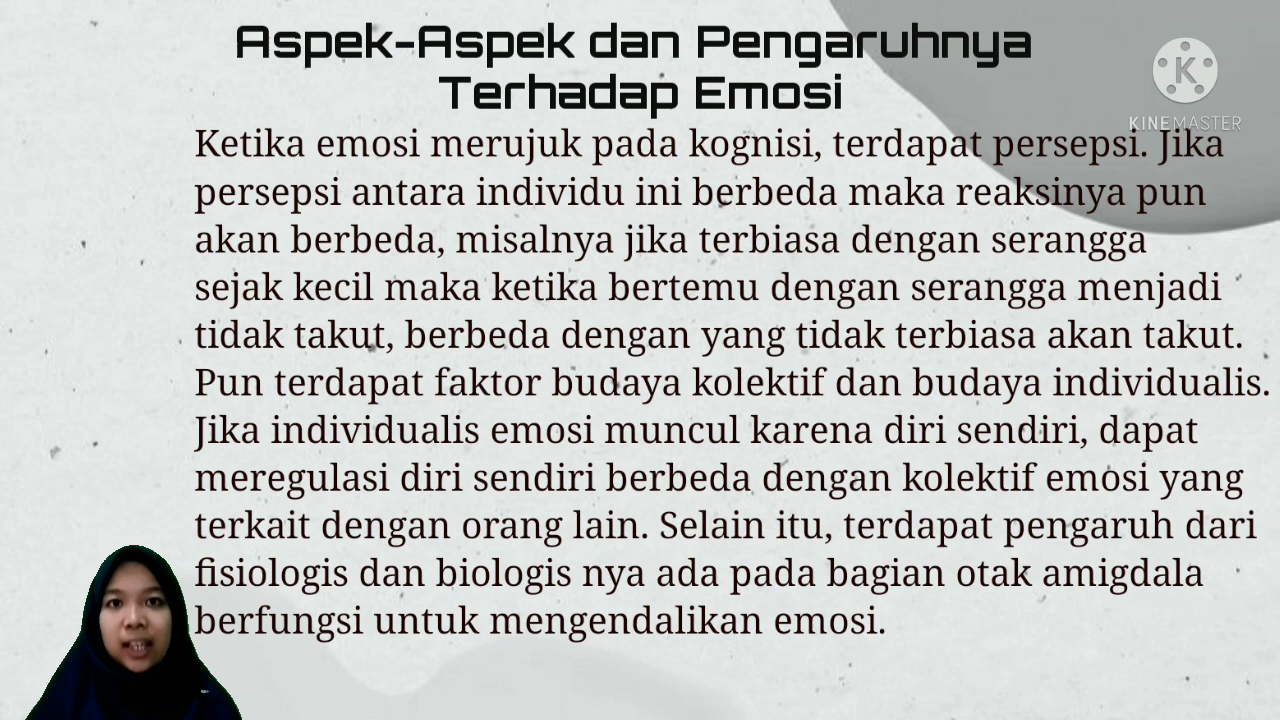 Aspek-Aspek dan Pengaruhnya
Terhadap Emosi
KINEMASTER
Ketika emosi merujuk pada kognisi, terdapat persepsi. Jika
persepsi antara individu ini berbeda maka reaksinya pun
akan berbeda, misalnya jika terbiasa dengan serangga
sejak kecil maka ketika bertemu dengan serangga menjadi
tidak takut, berbeda dengan yang tidak terbiasa akan takut.
Pun terdapat faktor budaya kolektif dan budaya individualis.
Jika individualis emosi muncul karena diri sendiri, dapat
meregulasi diri sendiri berbeda dengan kolektif emosi yang
terkait dengan orang lain. Selain itu, terdapat pengaruh dari
fisiologis dan biologis nya ada pada bagian otak amigdala
berfungsi untuk mengendalikan emosi.